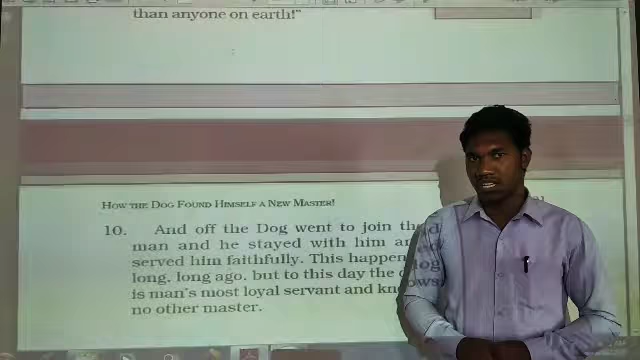 than anyone on earth!"
HOW THE DOG FOUND HIMSELF A NEW MASTER!
10. And off the Dog went to join the
man and he stayed with him and
served him faithfully. This happen
long, long ago, but to this day the dog
is man's most loyal servant and knows
no other master.